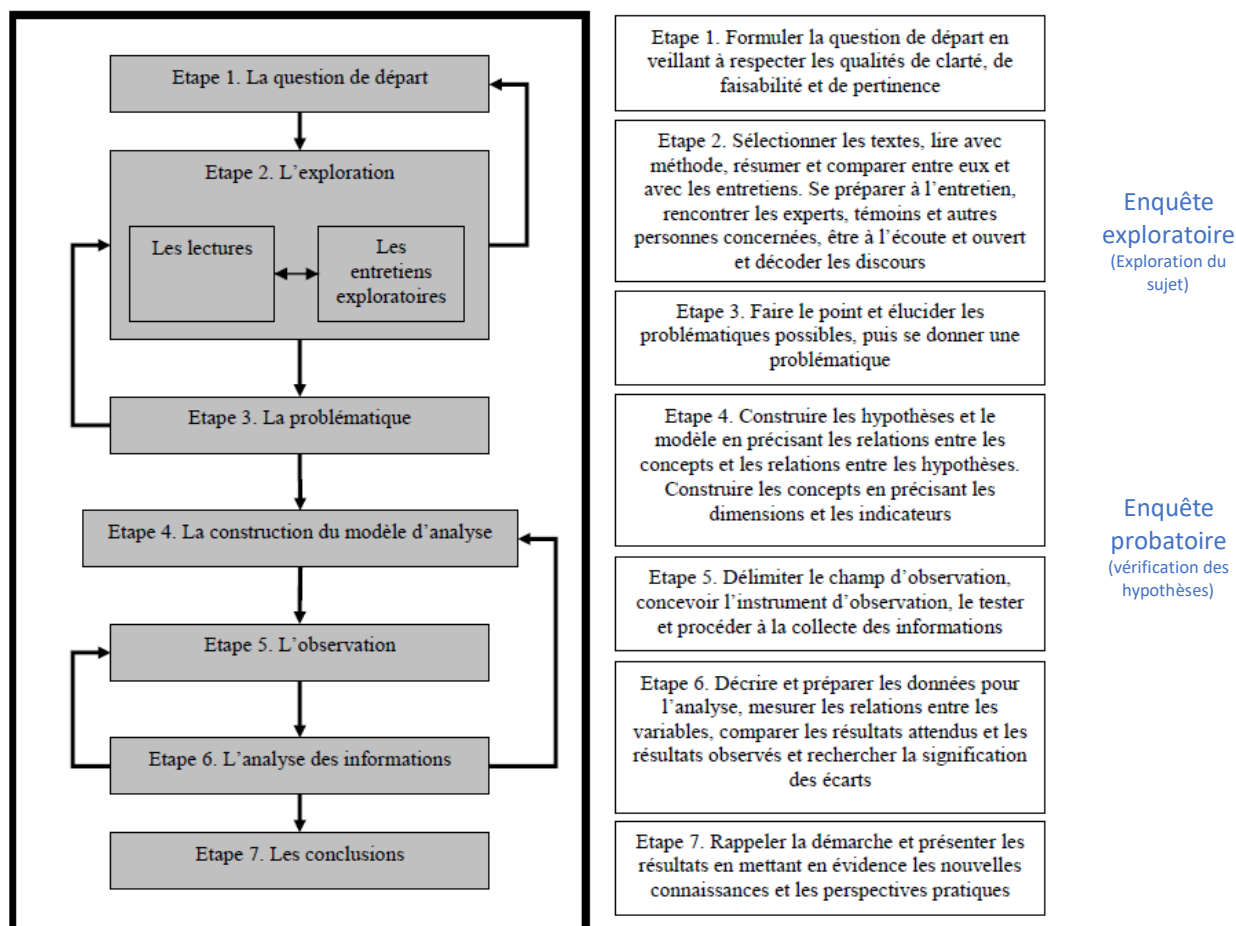 Etape 1. La question de départ
Etape 2. L’exploration
Les lectures
Les
entretiens
exploratoires
Etape 3. La problématique
Etape 4. La construction du modèle d’analyse
Etape 5. L’observation
Etape 6. L’analyse des informations
Etape 7. Les conclusions
Etape 1. Formuler la question de départ en
veillant à respecter les qualités de clarté, de
faisabilité et de pertinence
Etape 2. Sélectionner les textes, lire avec
méthode, résumer et comparer entre eux et
avec les entretiens. Se préparer à l’entretien,
rencontrer les experts, témoins et autres
personnes concernées, être à l’écoute et ouvert
et décoder les discours
Etape 3. Faire le point et élucider les
problématiques possibles, puis se donner une
problématique
Etape 4. Construire les hypothèses et le
modèle en précisant les relations entre les
concepts et les relations entre les hypothèses.
Construire les concepts en précisant les
dimensions et les indicateurs
Etape 5. Délimiter le champ d’observation,
concevoir l’instrument d’observation, le tester
et procéder à la collecte des informations
Etape 6. Décrire et préparer les données pour
l’analyse, mesurer les relations entre les
variables, comparer les résultats attendus et les
résultats observés et rechercher la signification
des écarts
Etape 7. Rappeler la démarche et présenter les
résultats en mettant en évidence les nouvelles
connaissances et les perspectives pratiques
Enquête
exploratoire
(Exploration du
sujet)
Enquête
probatoire
(vérification des
hypothèses)